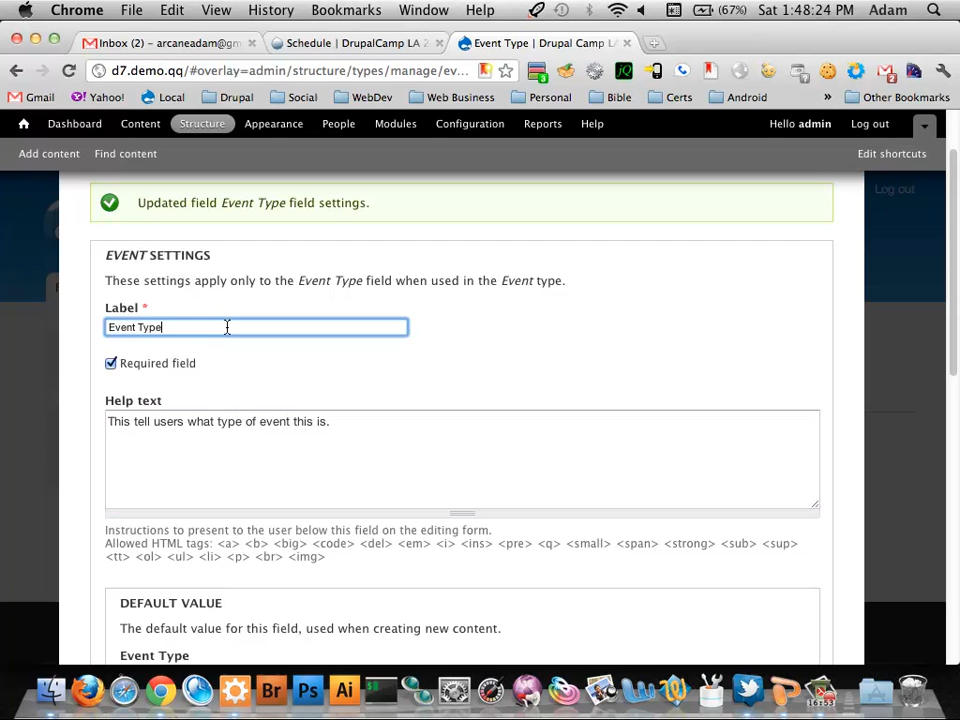 Chrome File Edit View History Bookmarks Window Help (67%) Sat 1:48:24 PM Adam
Inbox (2) - arcaneadam@gm Schedule | DrupalCamp LA 2 Event Type | Drupal Camp L
d7.demo.qq/#overlay=admin/structure/types/manage/ev...
Gmail Yahoo! Local Drupal Social WebDev Web Business Personal Bible Certs Android » Other Bookmarks
Dashboard Content Structure Appearance People Modules Configuration Reports Help Hello admin Log out
Add content Find content Edit shortcuts
Log out
Updated field Event Type field settings.
EVENT SETTINGS
These settings apply only to the Event Type field when used in the Event type.
Label *
Event Type
Required field
Help text
This tell users what type of event this is.
Instructions to present to the user below this field on the editing form.
Allowed HTML tags: <a> <b> <big> <code> <del> <em> <i> <ins> <pre> <q> <small> <span> <strong> <sub> <sup>
<tt> <ol> <ul> <li> <p> <br> <img>
DEFAULT VALUE
The default value for this field, used when creating new content.
Event Type
Br Ps Ai 16:53